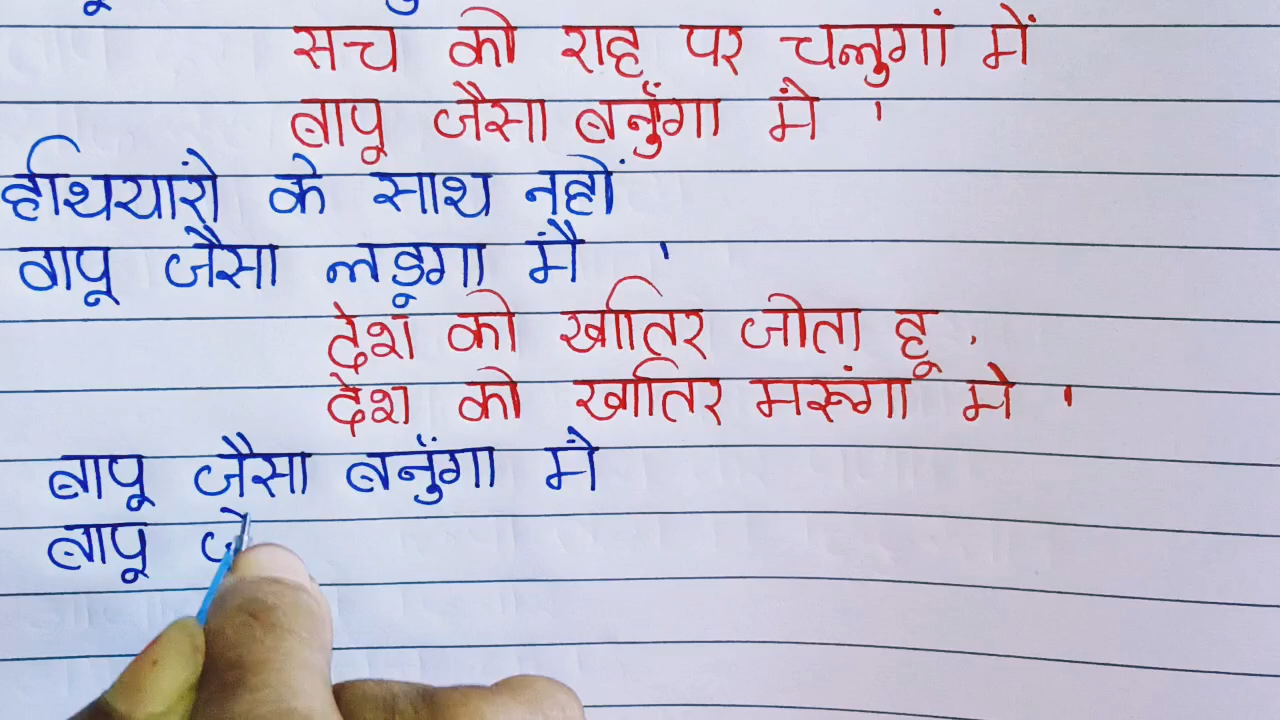 सच की राह पर चलुगां में
बापू जैसा बनुँगा मैं ।
हथियारों के साथ नहीं
बापू जैसा लडूगा मैं ।
देश की खातिर जीता हू .
देश की खातिर मरूंगा मे ।
बापू जैसा बनुँगा मैं
बापू जै